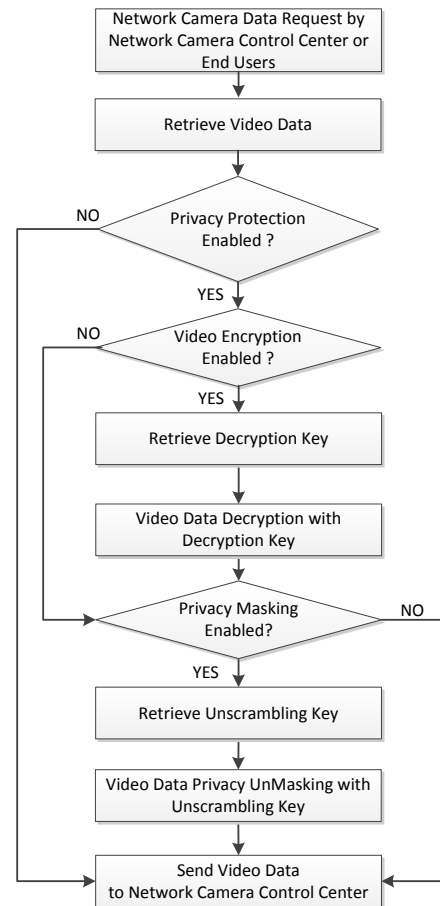 Network Camera Data Request by
Network Camera Control Center or
End Users
Retrieve Video Data
NO
Privacy Protection
Enabled ?
YES
NO
Video Encryption
Enabled ?
YES
Retrieve Decryption Key
Video Data Decryption with
Decryption Key
Privacy Masking
Enabled?
NO
YES
Retrieve Unscrambling Key
Video Data Privacy UnMasking with
Unscrambling Key
Send Video Data
to Network Camera Control Center